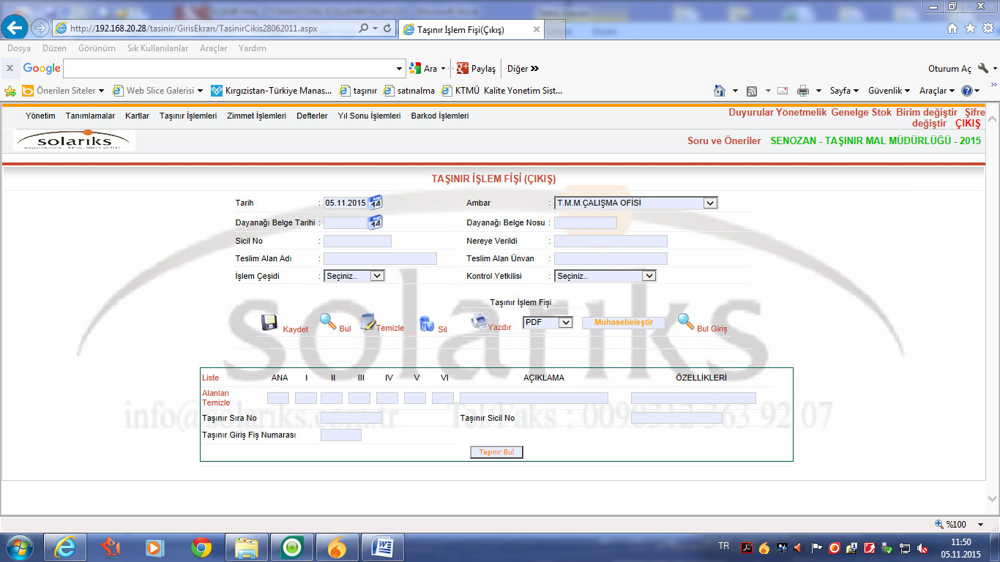 http://192.168.20.28/tasinir/GirisEkran/TasinirCikis28062011.aspx
Taşınır İşlem Fişi(Çıkış)
Dosya Düzen Görünüm Sık Kullanılanlar Araçlar Yardım
x Google Ara Paylaş Diğer »
Oturum Aç
Önerilen Siteler Web Slice Galerisi Kırgızistan-Türkiye Manas... taşınır satınalma KTMÜ Kalite Yonetim Sist...
Sayfa Güvenlik Araçlar
Yönetim Tanımlamalar Kartlar Taşınır İşlemleri Zimmet İşlemleri Defterler Yıl Sonu İşlemleri Barkod İşlemleri
Duyurular Yönetmelik Genelge Stok Birim değiştir Şifre
değiştir ÇIKIŞ
solarıks
Soru ve Öneriler SENOZAN - TAŞINIR MAL MÜDÜRLÜĞÜ - 2015
TAŞINIR İŞLEM FİŞİ (ÇIKIŞ)
Tarih : 05.11.2015 Ambar : T.M.M.ÇALIŞMA OFİSİ
Dayanağı Belge Tarihi : Dayanağı Belge Nosu :
Sicil No : Nereye Verildi :
Teslim Alan Adı : Teslim Alan Ünvan :
İşlem Çeşidi : Seçiniz.. Kontrol Yetkilisi : Seçiniz..
Taşınır İşlem Fişi
Kaydet Bul Temizle Sil Yazdır PDF Muhasebeleştir Bul Giriş
solarıks
Liste ANA I II III IV V VI AÇIKLAMA ÖZELLİKLERİ
Alanları
Temizle
info@solariks.com.tr Tel/Faks : 0090312 363 92 07
Taşınır Sıra No Taşınır Sicil No
Taşınır Giriş Fiş Numarası
Taşınır Bul
%100
TR
11:50
05.11.2015